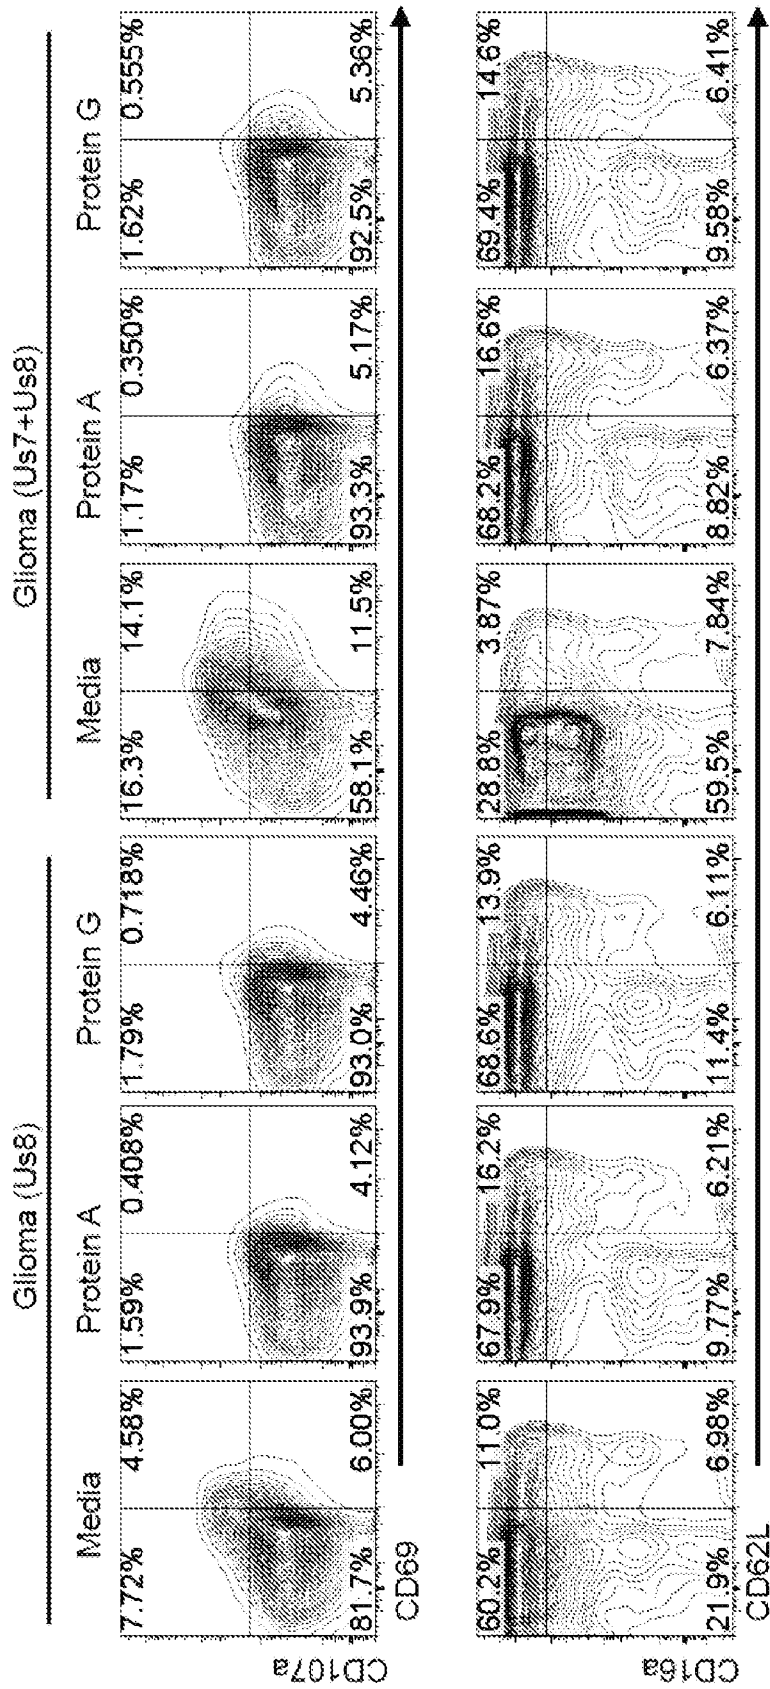 Glioma (Us8) Glioma (Us7+Us8)
Media Protein A Protein G Media Protein A Protein G
7.72% 4.58% 1.59% 0.408% 1.79% 0.718% 16.3% 14.1% 1.17% 0.350% 1.62% 0.555%
81.7% 6.00% 93.9% 4.12% 93.0% 4.46% 58.1% 11.5% 93.3% 5.17% 92.5% 5.36%
CD107a
CD69
60.2% 11.0% 67.9% 16.2% 68.6% 13.9% 28.8% 3.87% 68.2% 16.6% 69.4% 14.6%
21.9% 6.98% 9.77% 6.21% 11.4% 6.11% 59.5% 7.84% 8.82% 6.37% 9.58% 6.41%
CD16a
CD62L